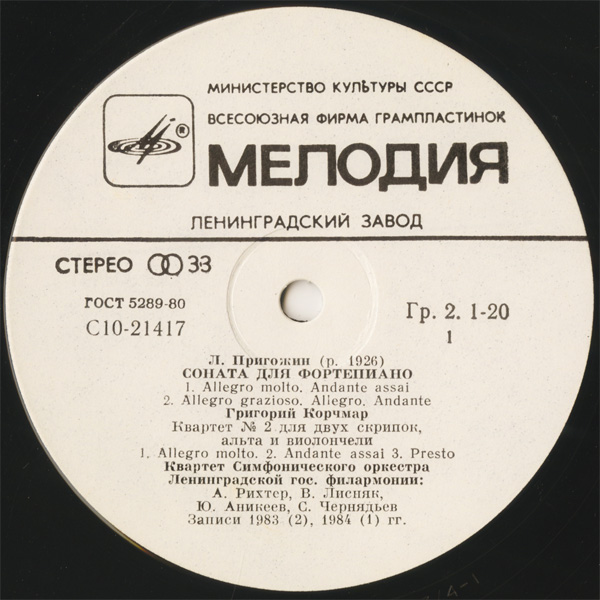 МИНИСТЕРСТВО КУЛЬТУРЫ СССР
ВСЕСОЮЗНАЯ ФИРМА ГРАМПЛАСТИНОК
®
МЕЛОДИЯ
ЛЕНИНГРАДСКИЙ ЗАВОД
СТЕРЕО 33
ГОСТ 5289-80
С10-21417
Гр. 2. 1-20
1
Л. Пригожин (р. 1926)
СОНАТА ДЛЯ ФОРТЕПИАНО
1. Allegro molto. Andante assai
2. Allegro grazioso. Allegro. Andante
Григорий Корчмар
Квартет № 2 для двух скрипок,
альта и виолончели
1. Allegro molto. 2. Andante assai 3. Presto
Квартет Симфонического оркестра
Ленинградской гос. филармонии:
А. Рихтер, В. Лисняк,
Ю. Аникеев, С. Чернядьев
Записи 1983 (2), 1984 (1) гг.